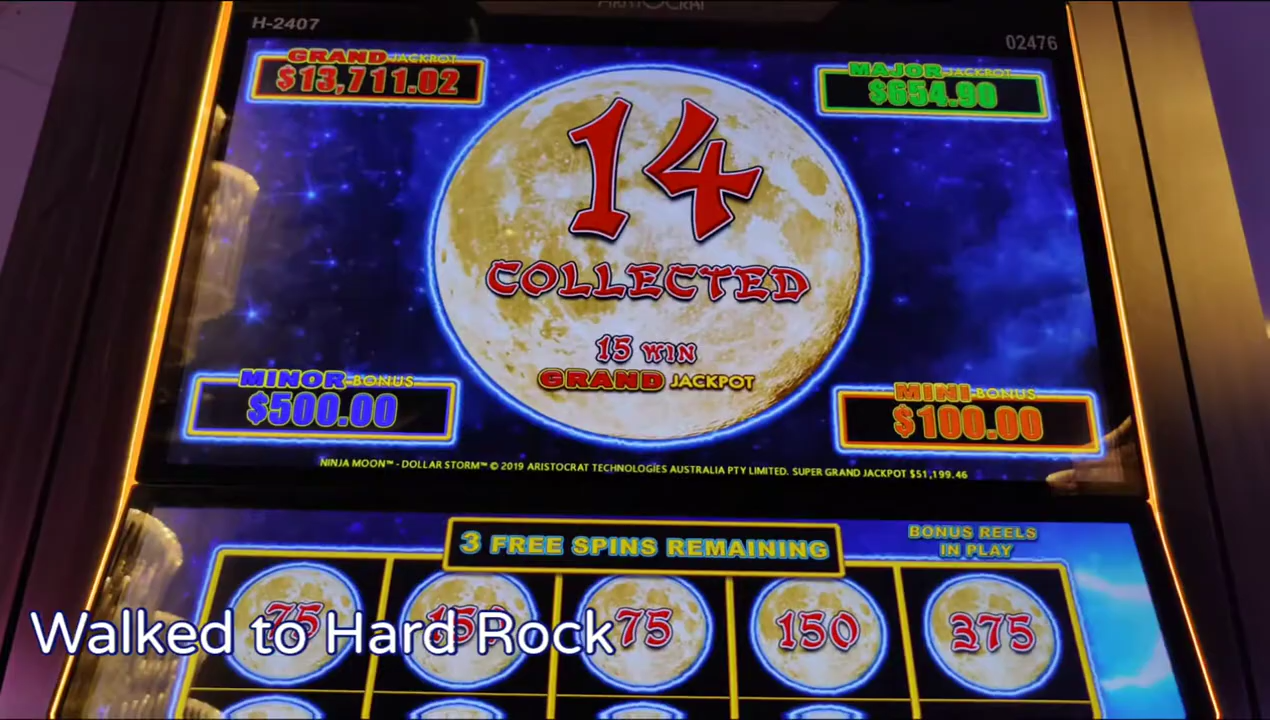 ARISTOCRAT
H-2407
02476
GRAND JACKPOT
$13,711.02
MAJOR JACKPOT
$654.90
14
COLLECTED
15 WIN
GRAND JACKPOT
MINOR BONUS
$500.00
MINI BONUS
$100.00
NINJA MOON™ - DOLLAR STORM™ © 2019 ARISTOCRAT TECHNOLOGIES AUSTRALIA PTY LIMITED. SUPER GRAND JACKPOT $51,199.46
3 FREE SPINS REMAINING
BONUS REELS
IN PLAY
75 150 75 150 375
Walked to Hard Rock